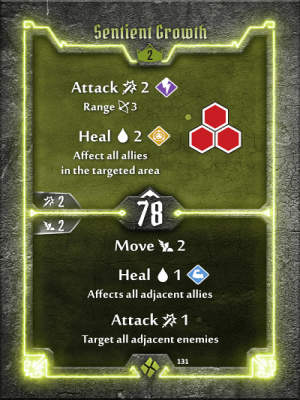 Sentient Growth
2
Attack 2
Range 3
Heal 2
Affect all allies
in the targeted area
2
78
2
Move 2
Heal 1
Affects all adjacent allies
Attack 1
Target all adjacent enemies
131